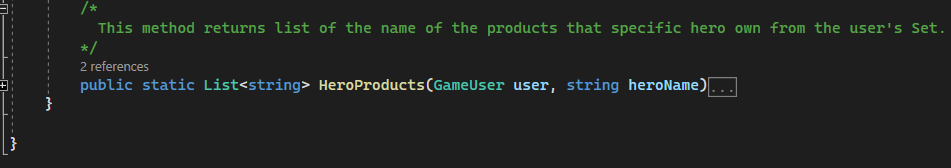 /*
This method returns list of the name of the products that specific hero own from the user's Set.
*/
2 references
public static List<string> HeroProducts(GameUser user, string heroName)...
}
}